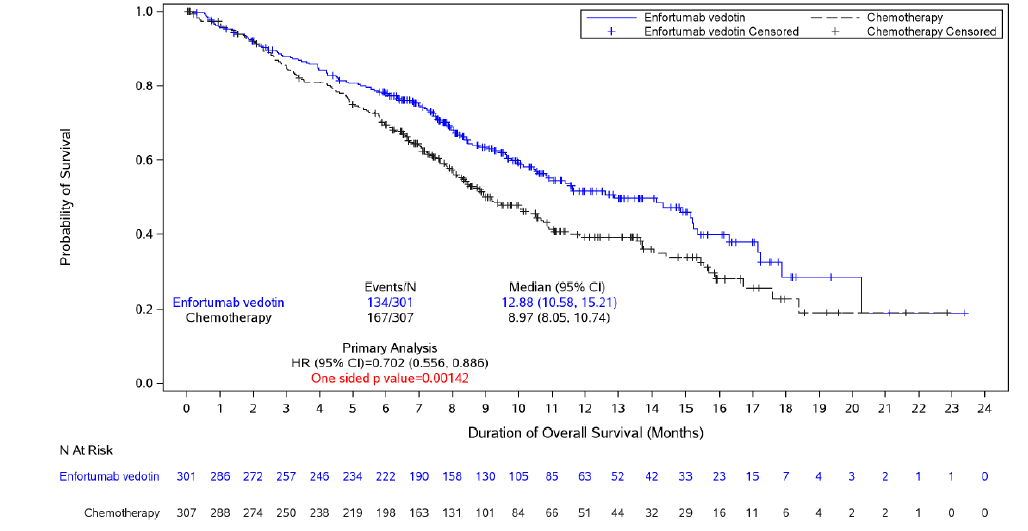 Enfortumab vedotin Chemotherapy
Enfortumab vedotin Censored Chemotherapy Censored
Probability of Survival
1.0
0.8
0.6
0.4
0.2
0.0
Events/N Median (95% CI)
Enfortumab vedotin 134/301 12.88 (10.58, 15.21)
Chemotherapy 167/307 8.97 (8.05, 10.74)
Primary Analysis
HR (95% CI)=0.702 (0.556, 0.886)
One sided p value=0.00142
0 1 2 3 4 5 6 7 8 9 10 11 12 13 14 15 16 17 18 19 20 21 22 23 24
Duration of Overall Survival (Months)
N At Risk
Enfortumab vedotin 301 286 272 257 246 234 222 190 158 130 105 85 63 52 42 33 23 15 7 4 3 2 1 1 0
Chemotherapy 307 288 274 250 238 219 198 163 131 101 84 66 51 44 32 29 16 11 6 4 2 2 1 0 0